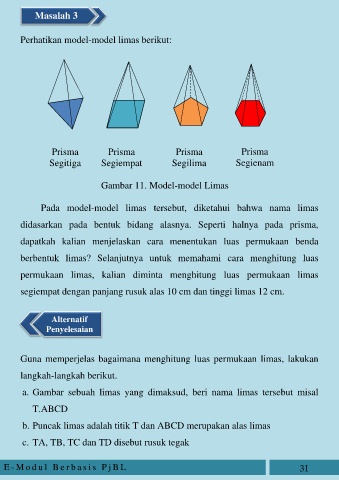 Masalah 3
Perhatikan model-model limas berikut:
Prisma Prisma Prisma Prisma
Segitiga Segiempat Segilima Segienam
Gambar 11. Model-model Limas
Pada model-model limas tersebut, diketahui bahwa nama limas
didasarkan pada bentuk bidang alasnya. Seperti halnya pada prisma,
dapatkah kalian menjelaskan cara menentukan luas permukaan benda
berbentuk limas? Selanjutnya untuk memahami cara menghitung luas
permukaan limas, kalian diminta menghitung luas permukaan limas
segiempat dengan panjang rusuk alas 10 cm dan tinggi limas 12 cm.
Alternatif
Penyelesaian
Guna memperjelas bagaimana menghitung luas permukaan limas, lakukan
langkah-langkah berikut.
a. Gambar sebuah limas yang dimaksud, beri nama limas tersebut misal
T.ABCD
b. Puncak limas adalah titik T dan ABCD merupakan alas limas
c. TA, TB, TC dan TD disebut rusuk tegak
E-Modul Berbasis PjBL 31